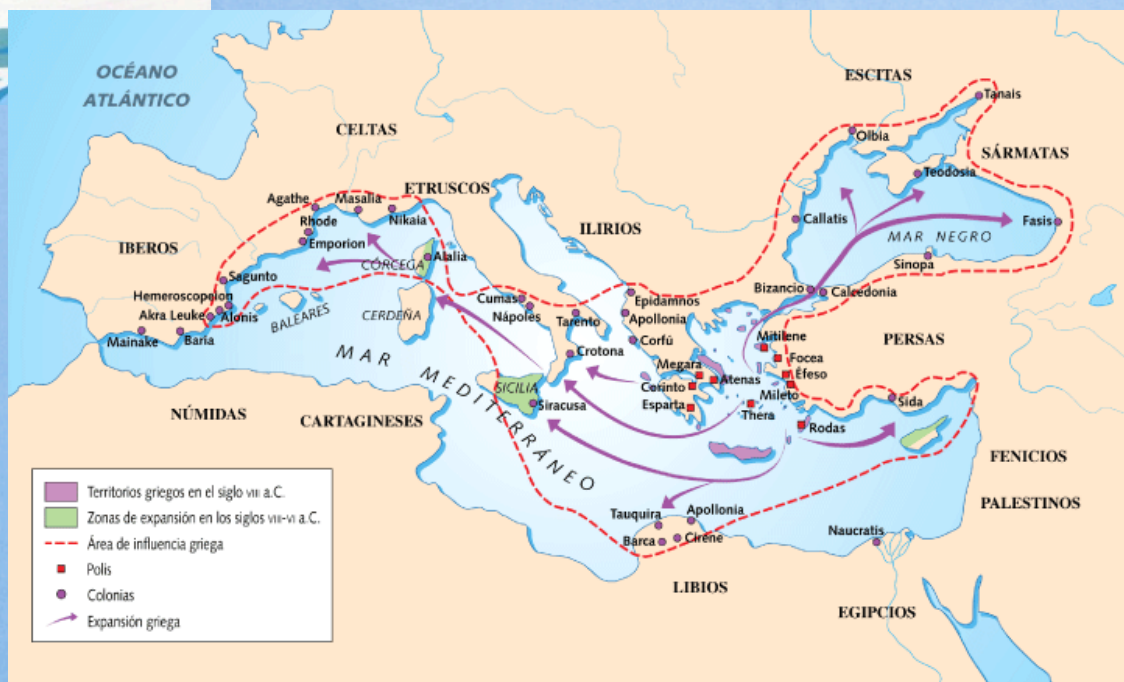 OCÉANO
ATLÁNTICO
ESCITAS
Tanais
CELTAS
Olbia
SÁRMATAS
Teodosia
ETRUSCOS
Agathe
Masalia
Nikaia
Rhode
Emporion
IBEROS
ILIRIOS
Callatis
Fasis
MAR NEGRO
Sinopa
Alalia
CÓRCEGA
Sagunto
Hemeroscopeion
Akra Leuke
Alonis
BALEARES
CERDEÑA
Mainake
Baria
Cumas
Nápoles
Tarento
Crotona
Epidamnos
Apollonia
Corfú
Bizancio
Calcedonia
PERSAS
Mitilene
Focea
Éfeso
Mileto
Megara
Atenas
Corinto
Esparta
Thera
Rodas
Sida
MAR MEDITERRÁNEO
SICILIA
Siracusa
NÚMIDAS
CARTAGINESES
FENICIOS
PALESTINOS
Tauquira
Apollonia
Barca
Cirene
Naucratis
LIBIOS
EGIPCIOS
Territorios griegos en el siglo VIII a.C.
Zonas de expansión en los siglos VIII-VI a.C.
Área de influencia griega
Polis
Colonias
Expansión griega